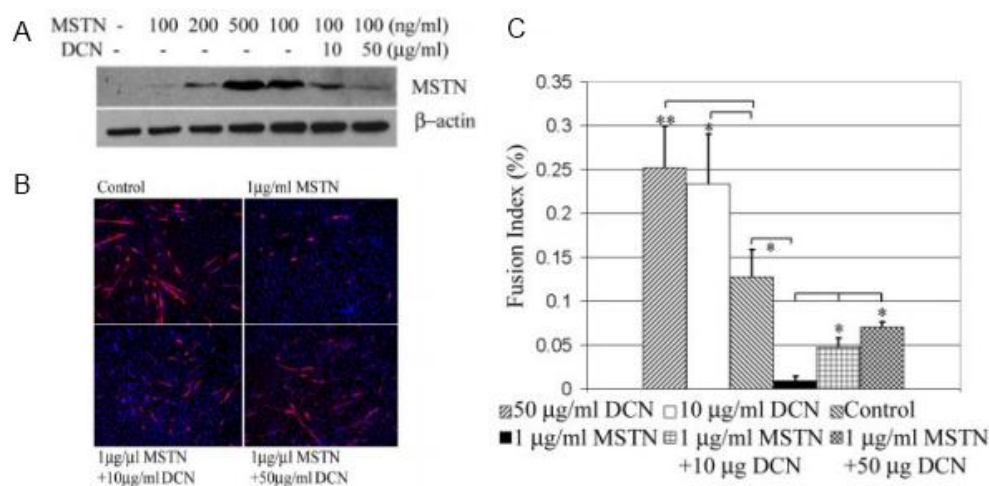 A
MSTN - 100 200 500 100 100 100 (ng/ml)
DCN - - - - - 10 50 (μg/ml)
MSTN
β-actin
B
Control 1μg/ml MSTN
1μg/μl MSTN 1μg/μl MSTN
+10μg/ml DCN +50μg/ml DCN
C
Fusion Index (%)
0.35
0.3
0.25
0.2
0.15
0.1
0.05
0
** *
*
* *
50 μg/ml DCN 10 μg/ml DCN Control
1 μg/ml MSTN 1 μg/ml MSTN 1 μg/ml MSTN
+10 μg DCN +50 μg DCN